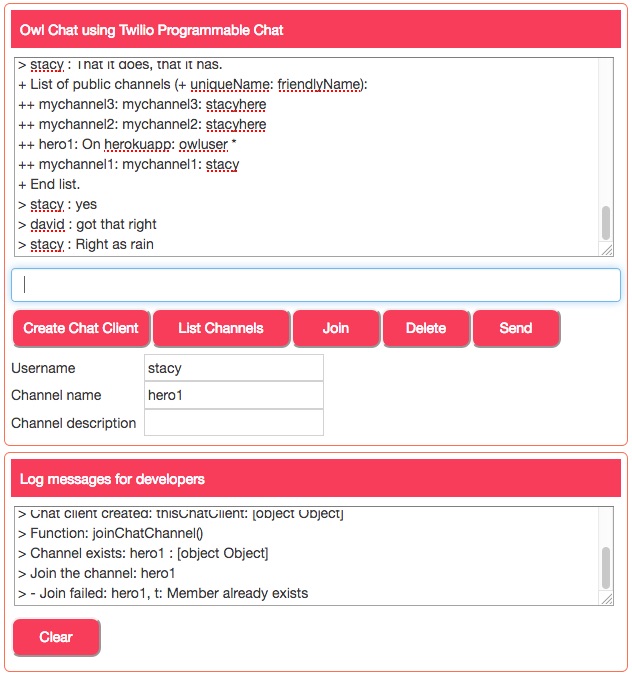 Owl Chat using Twilio Programmable Chat
> stacy : That it does, that it has.
+ List of public channels (+ uniqueName: friendlyName):
++ mychannel3: mychannel3: stacyhere
++ mychannel2: mychannel2: stacyhere
++ hero1: On herokuapp: owluser *
++ mychannel1: mychannel1: stacy
+ End list.
> stacy : yes
> david : got that right
> stacy : Right as rain
Create Chat Client List Channels Join Delete Send
Username stacy
Channel name hero1
Channel description
Log messages for developers
> Chat client created: thisChatClient: [object Object]
> Function: joinChatChannel()
> Channel exists: hero1 : [object Object]
> Join the channel: hero1
> - Join failed: hero1, t: Member already exists
Clear